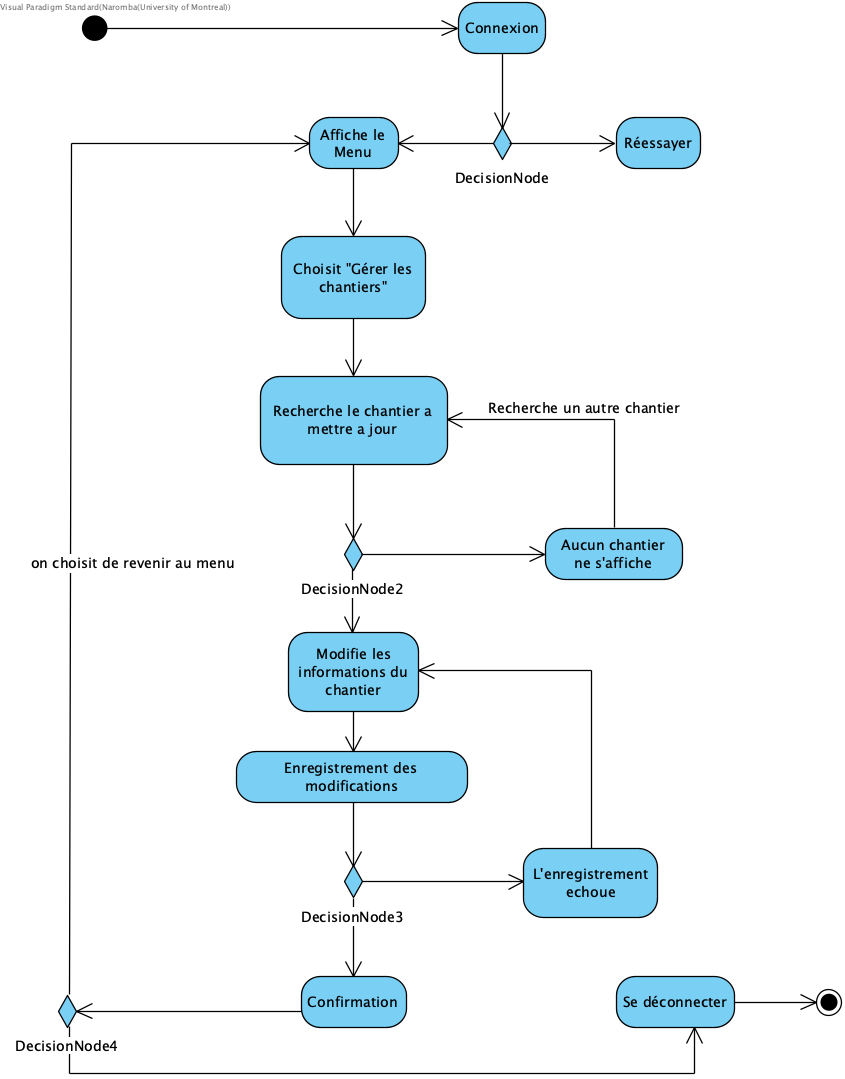 Visual Paradigm Standard(Naromba(University of Montreal))
Connexion
Affiche le
Menu
Réessayer
DecisionNode
Choisit "Gérer les
chantiers"
Recherche le chantier a
mettre a jour
Recherche un autre chantier
Aucun chantier
ne s'affiche
on choisit de revenir au menu
DecisionNode2
Modifie les
informations du
chantier
Enregistrement des
modifications
L'enregistrement
echoue
DecisionNode3
Confirmation
Se déconnecter
DecisionNode4